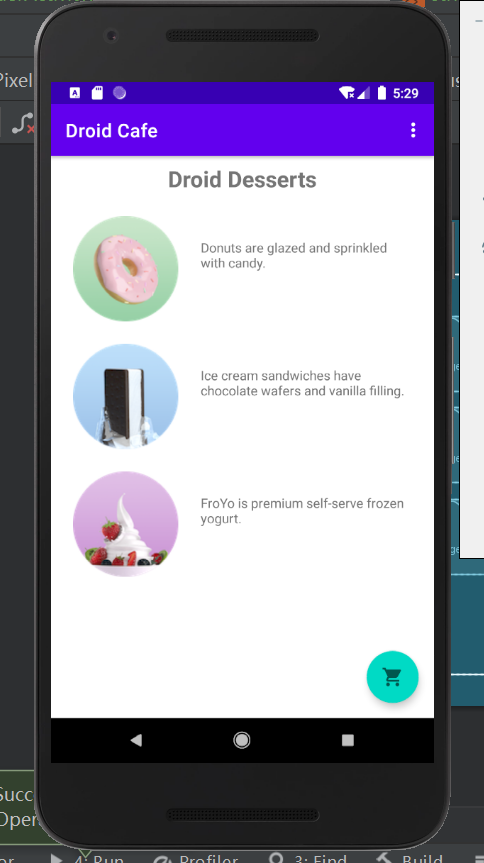 Pixel
5:29
Droid Cafe
Droid Desserts
Donuts are glazed and sprinkled
with candy.
Ice cream sandwiches have
chocolate wafers and vanilla filling.
FroYo is premium self-serve frozen
yogurt.
Succ
Oper
4: Run
Profiler
3: Find
Build